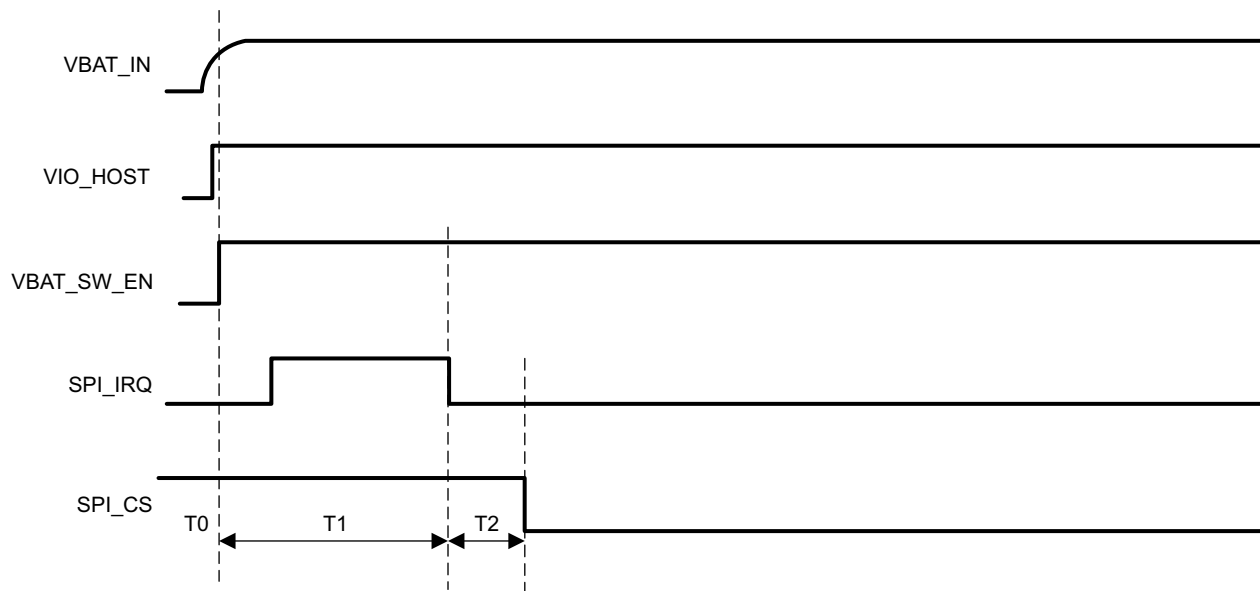 VBAT_IN
VIO_HOST
VBAT_SW_EN
SPI_IRQ
SPI_CS
T0 T1 T2